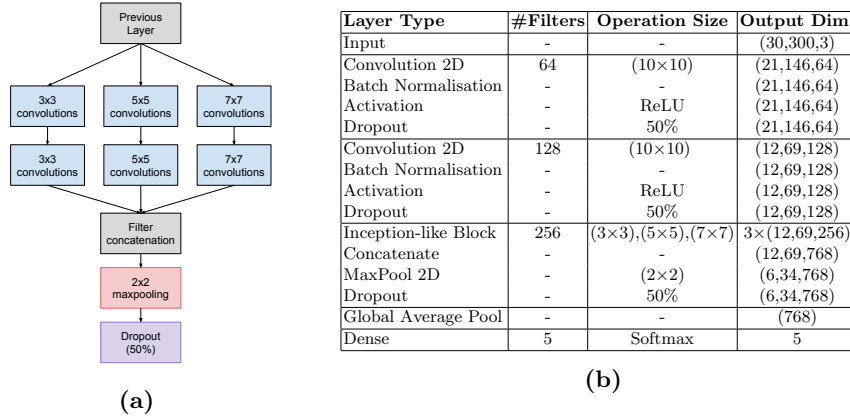 Previous
Layer
3x3
convolutions
5x5
convolutions
7x7
convolutions
3x3
convolutions
5x5
convolutions
7x7
convolutions
Filter
concatenation
2x2
maxpooling
Dropout
(50%)
(a)
Layer Type #Filters Operation Size Output Dim
Input - - (30,300,3)
Convolution 2D 64 (10×10) (21,146,64)
Batch Normalisation - - (21,146,64)
Activation - ReLU (21,146,64)
Dropout - 50% (21,146,64)
Convolution 2D 128 (10×10) (12,69,128)
Batch Normalisation - - (12,69,128)
Activation - ReLU (12,69,128)
Dropout - 50% (12,69,128)
Inception-like Block 256 (3×3),(5×5),(7×7) 3×(12,69,256)
Concatenate - - (12,69,768)
MaxPool 2D - (2×2) (6,34,768)
Dropout - 50% (6,34,768)
Global Average Pool - - (768)
Dense 5 Softmax 5
(b)